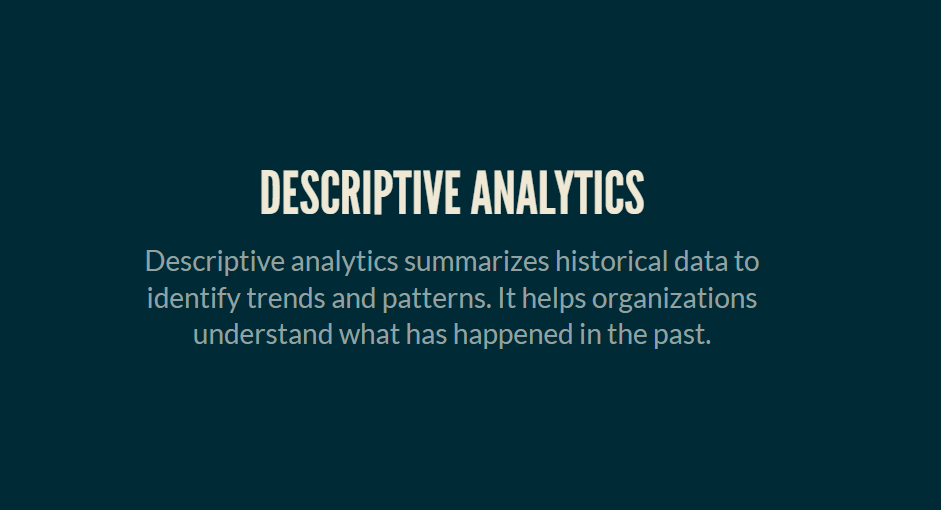 DESCRIPTIVE ANALYTICS
Descriptive analytics summarizes historical data to
identify trends and patterns. It helps organizations
understand what has happened in the past.